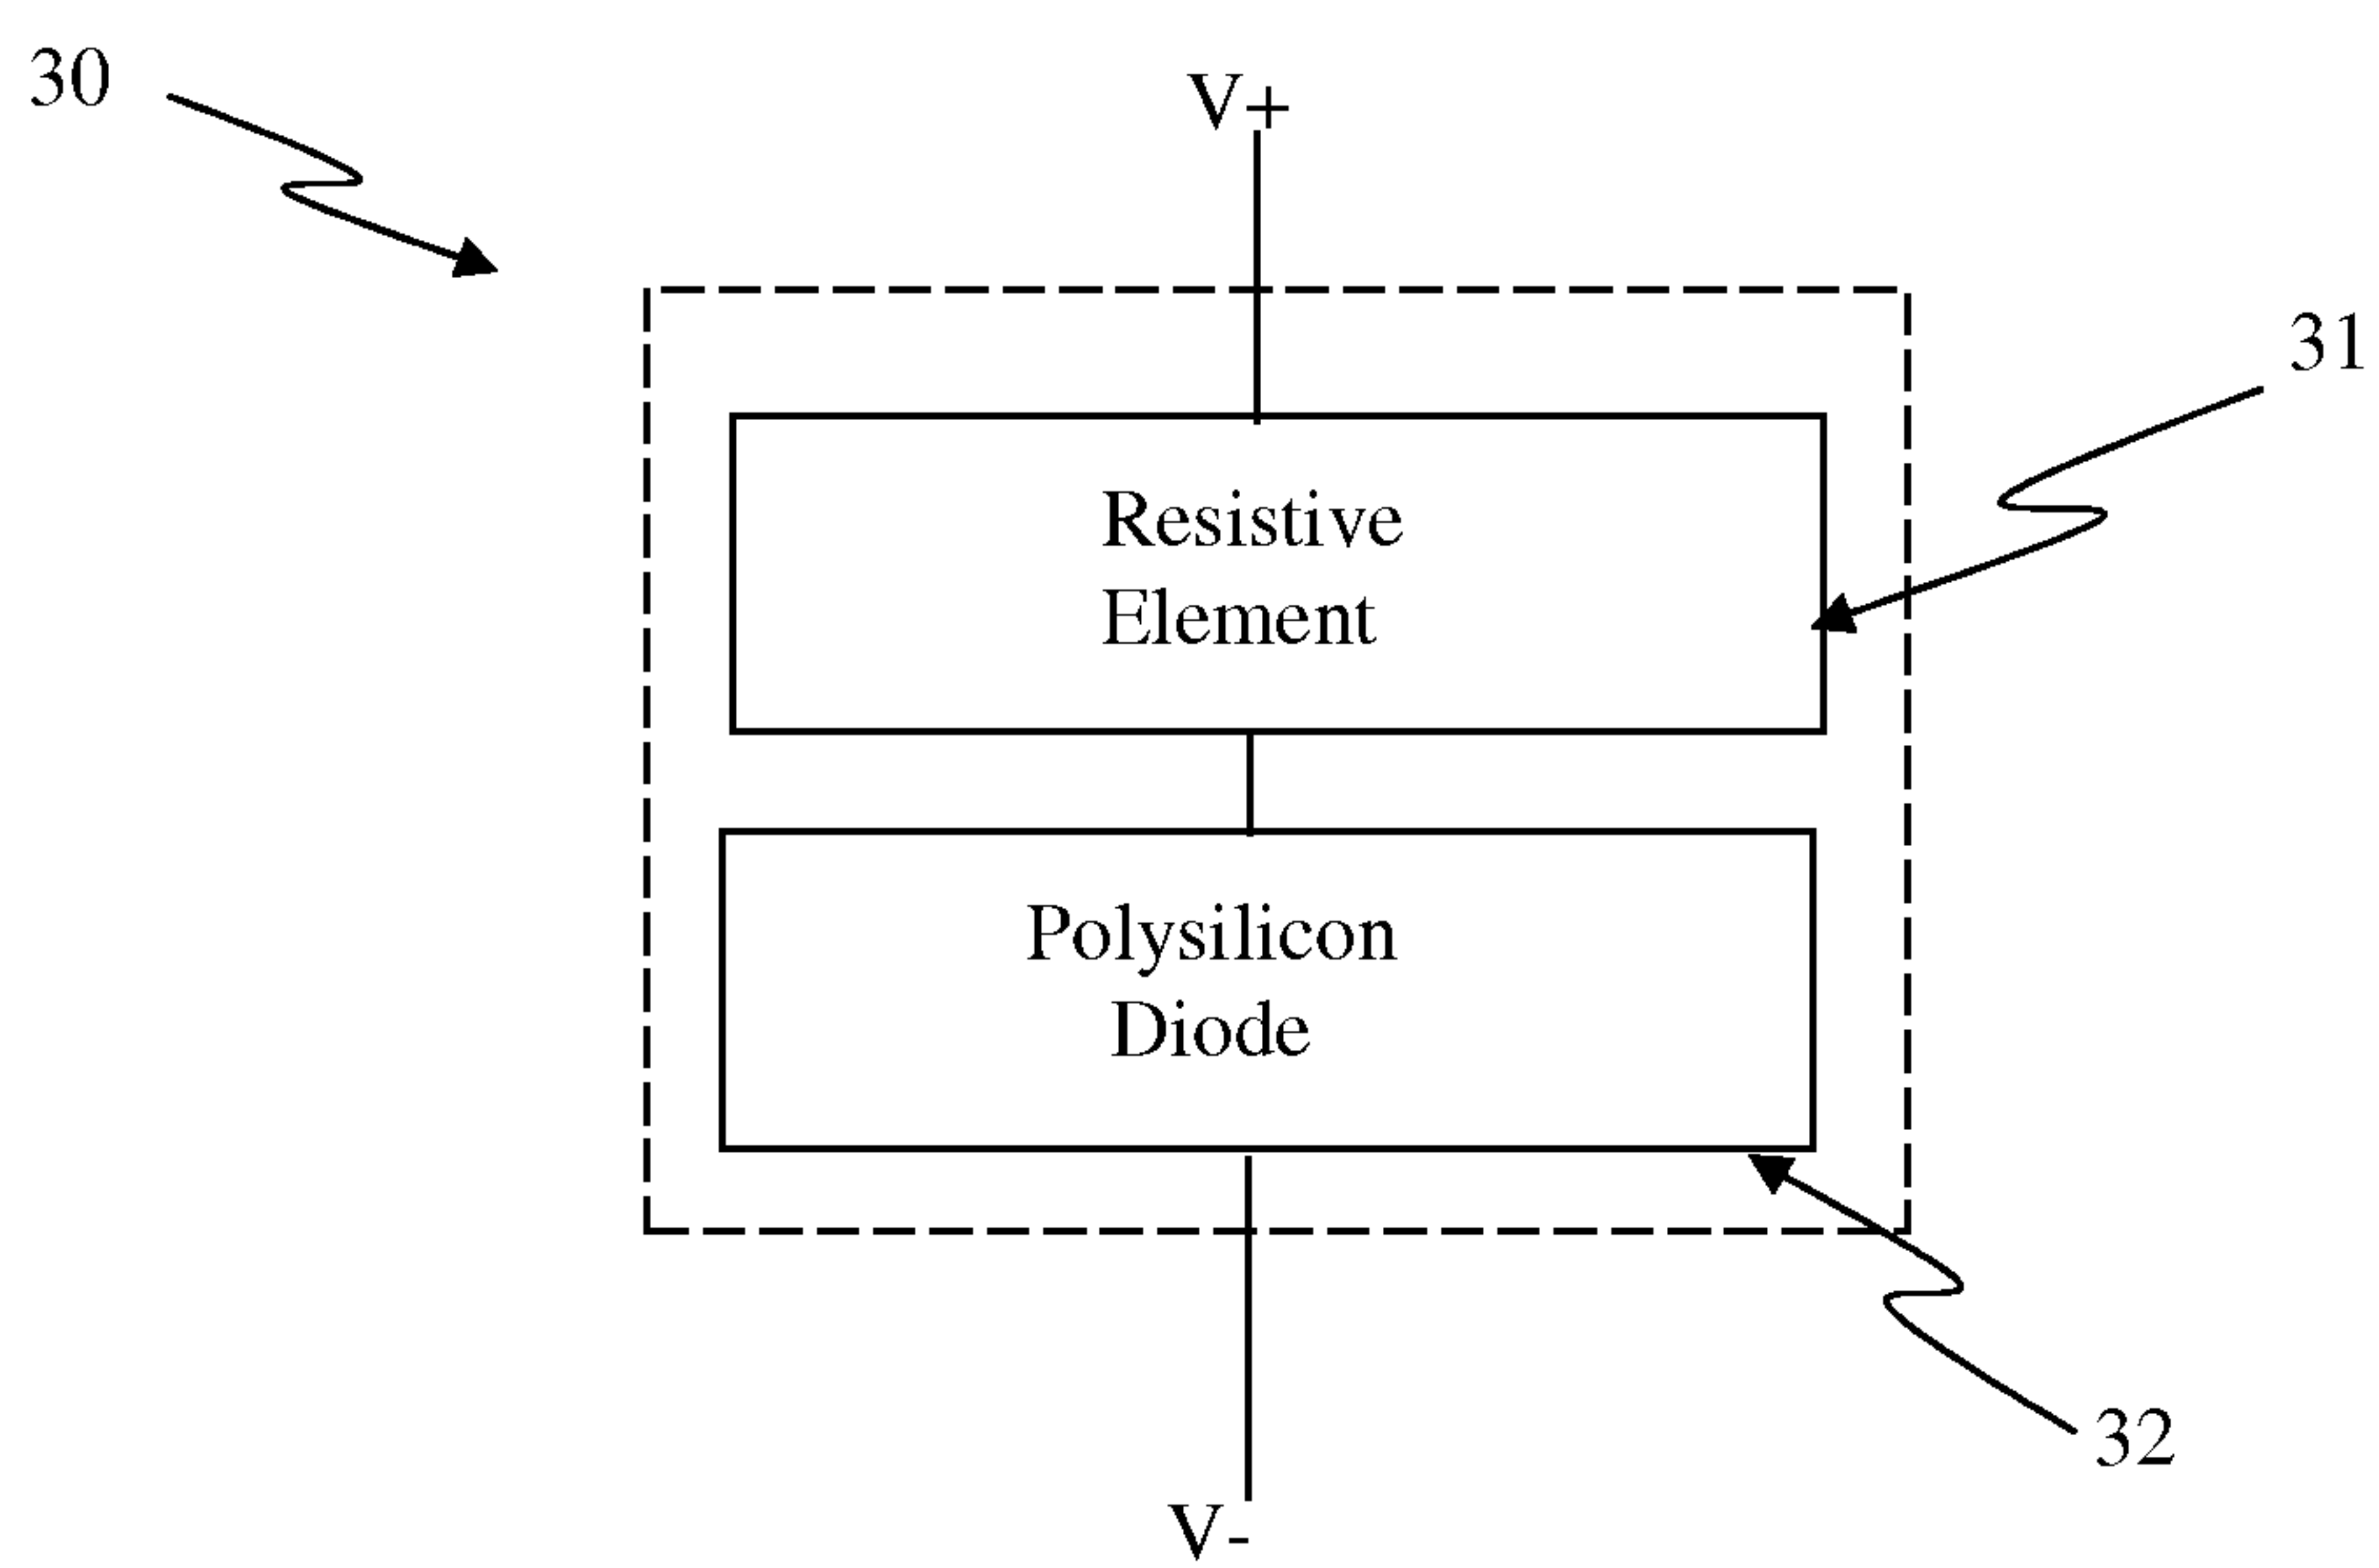 30
V+
31
Resistive
Element
Polysilicon
Diode
32
V-